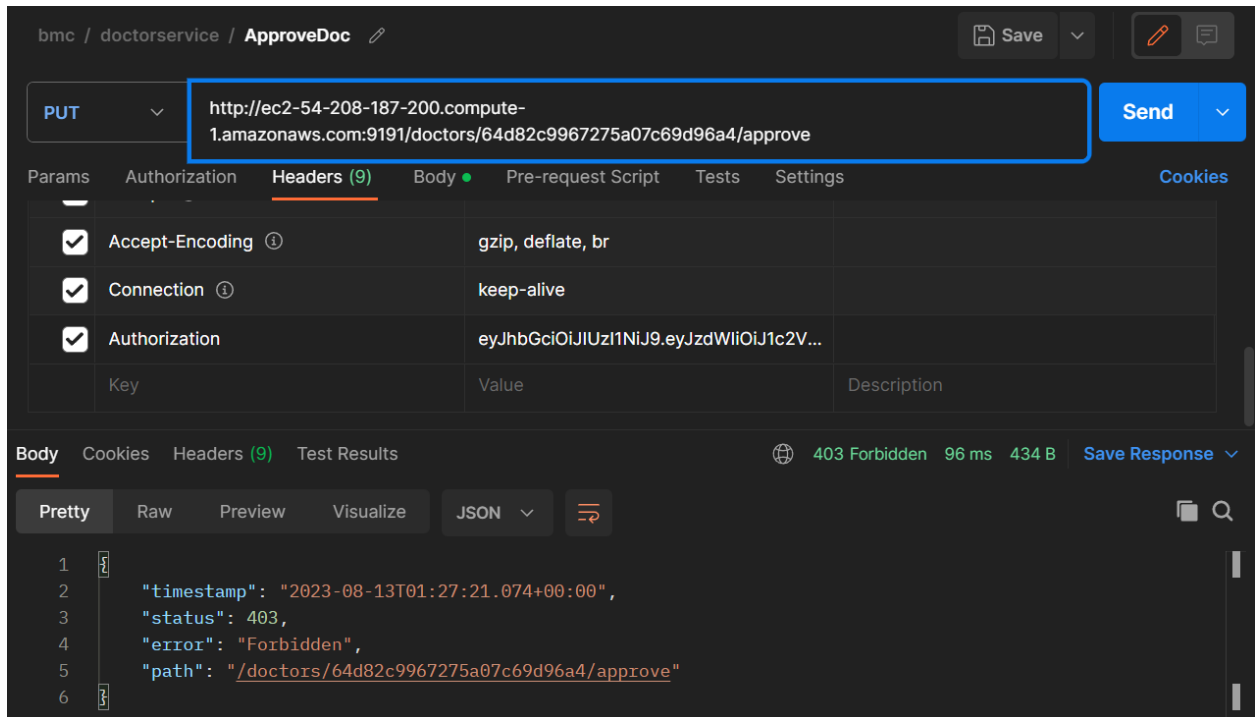 bmc / doctorservice / ApproveDoc
Save
PUT
http://ec2-54-208-187-200.compute-
1.amazonaws.com:9191/doctors/64d82c9967275a07c69d96a4/approve
Send
Params Authorization Headers (9) Body Pre-request Script Tests Settings Cookies
Accept-Encoding gzip, deflate, br
Connection keep-alive
Authorization eyJhbGciOiJIUzI1NiJ9.eyJzdWIiOiJ1c2V...
Key Value Description
Body Cookies Headers (9) Test Results 403 Forbidden 96 ms 434 B Save Response
Pretty Raw Preview Visualize JSON
1 {
2 "timestamp": "2023-08-13T01:27:21.074+00:00",
3 "status": 403,
4 "error": "Forbidden",
5 "path": "/doctors/64d82c9967275a07c69d96a4/approve"
6 }